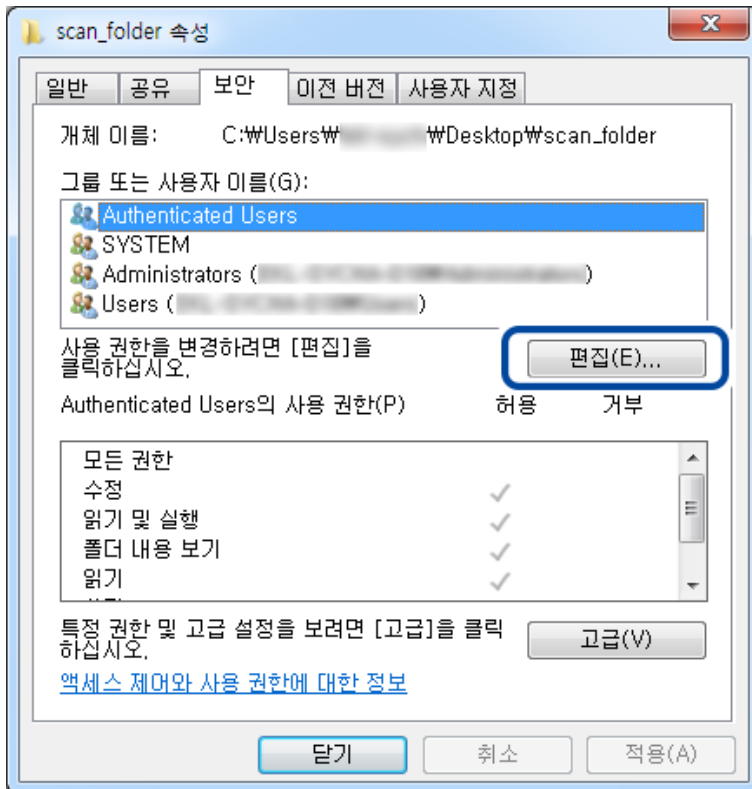 scan_folder 속성
일반 공유 보안 이전 버전 사용자 지정
개체 이름: C:₩Users₩ ₩Desktop₩scan_folder
그룹 또는 사용자 이름(G):
Authenticated Users
SYSTEM
Administrators ( )
Users ( )
사용 권한을 변경하려면 [편집]을
클릭하십시오. 편집(E)...
Authenticated Users의 사용 권한(P) 허용 거부
모든 권한
수정
읽기 및 실행
폴더 내용 보기
읽기
특정 권한 및 고급 설정을 보려면 [고급]을 클릭
하십시오. 고급(V)
액세스 제어와 사용 권한에 대한 정보
닫기 취소 적용(A)